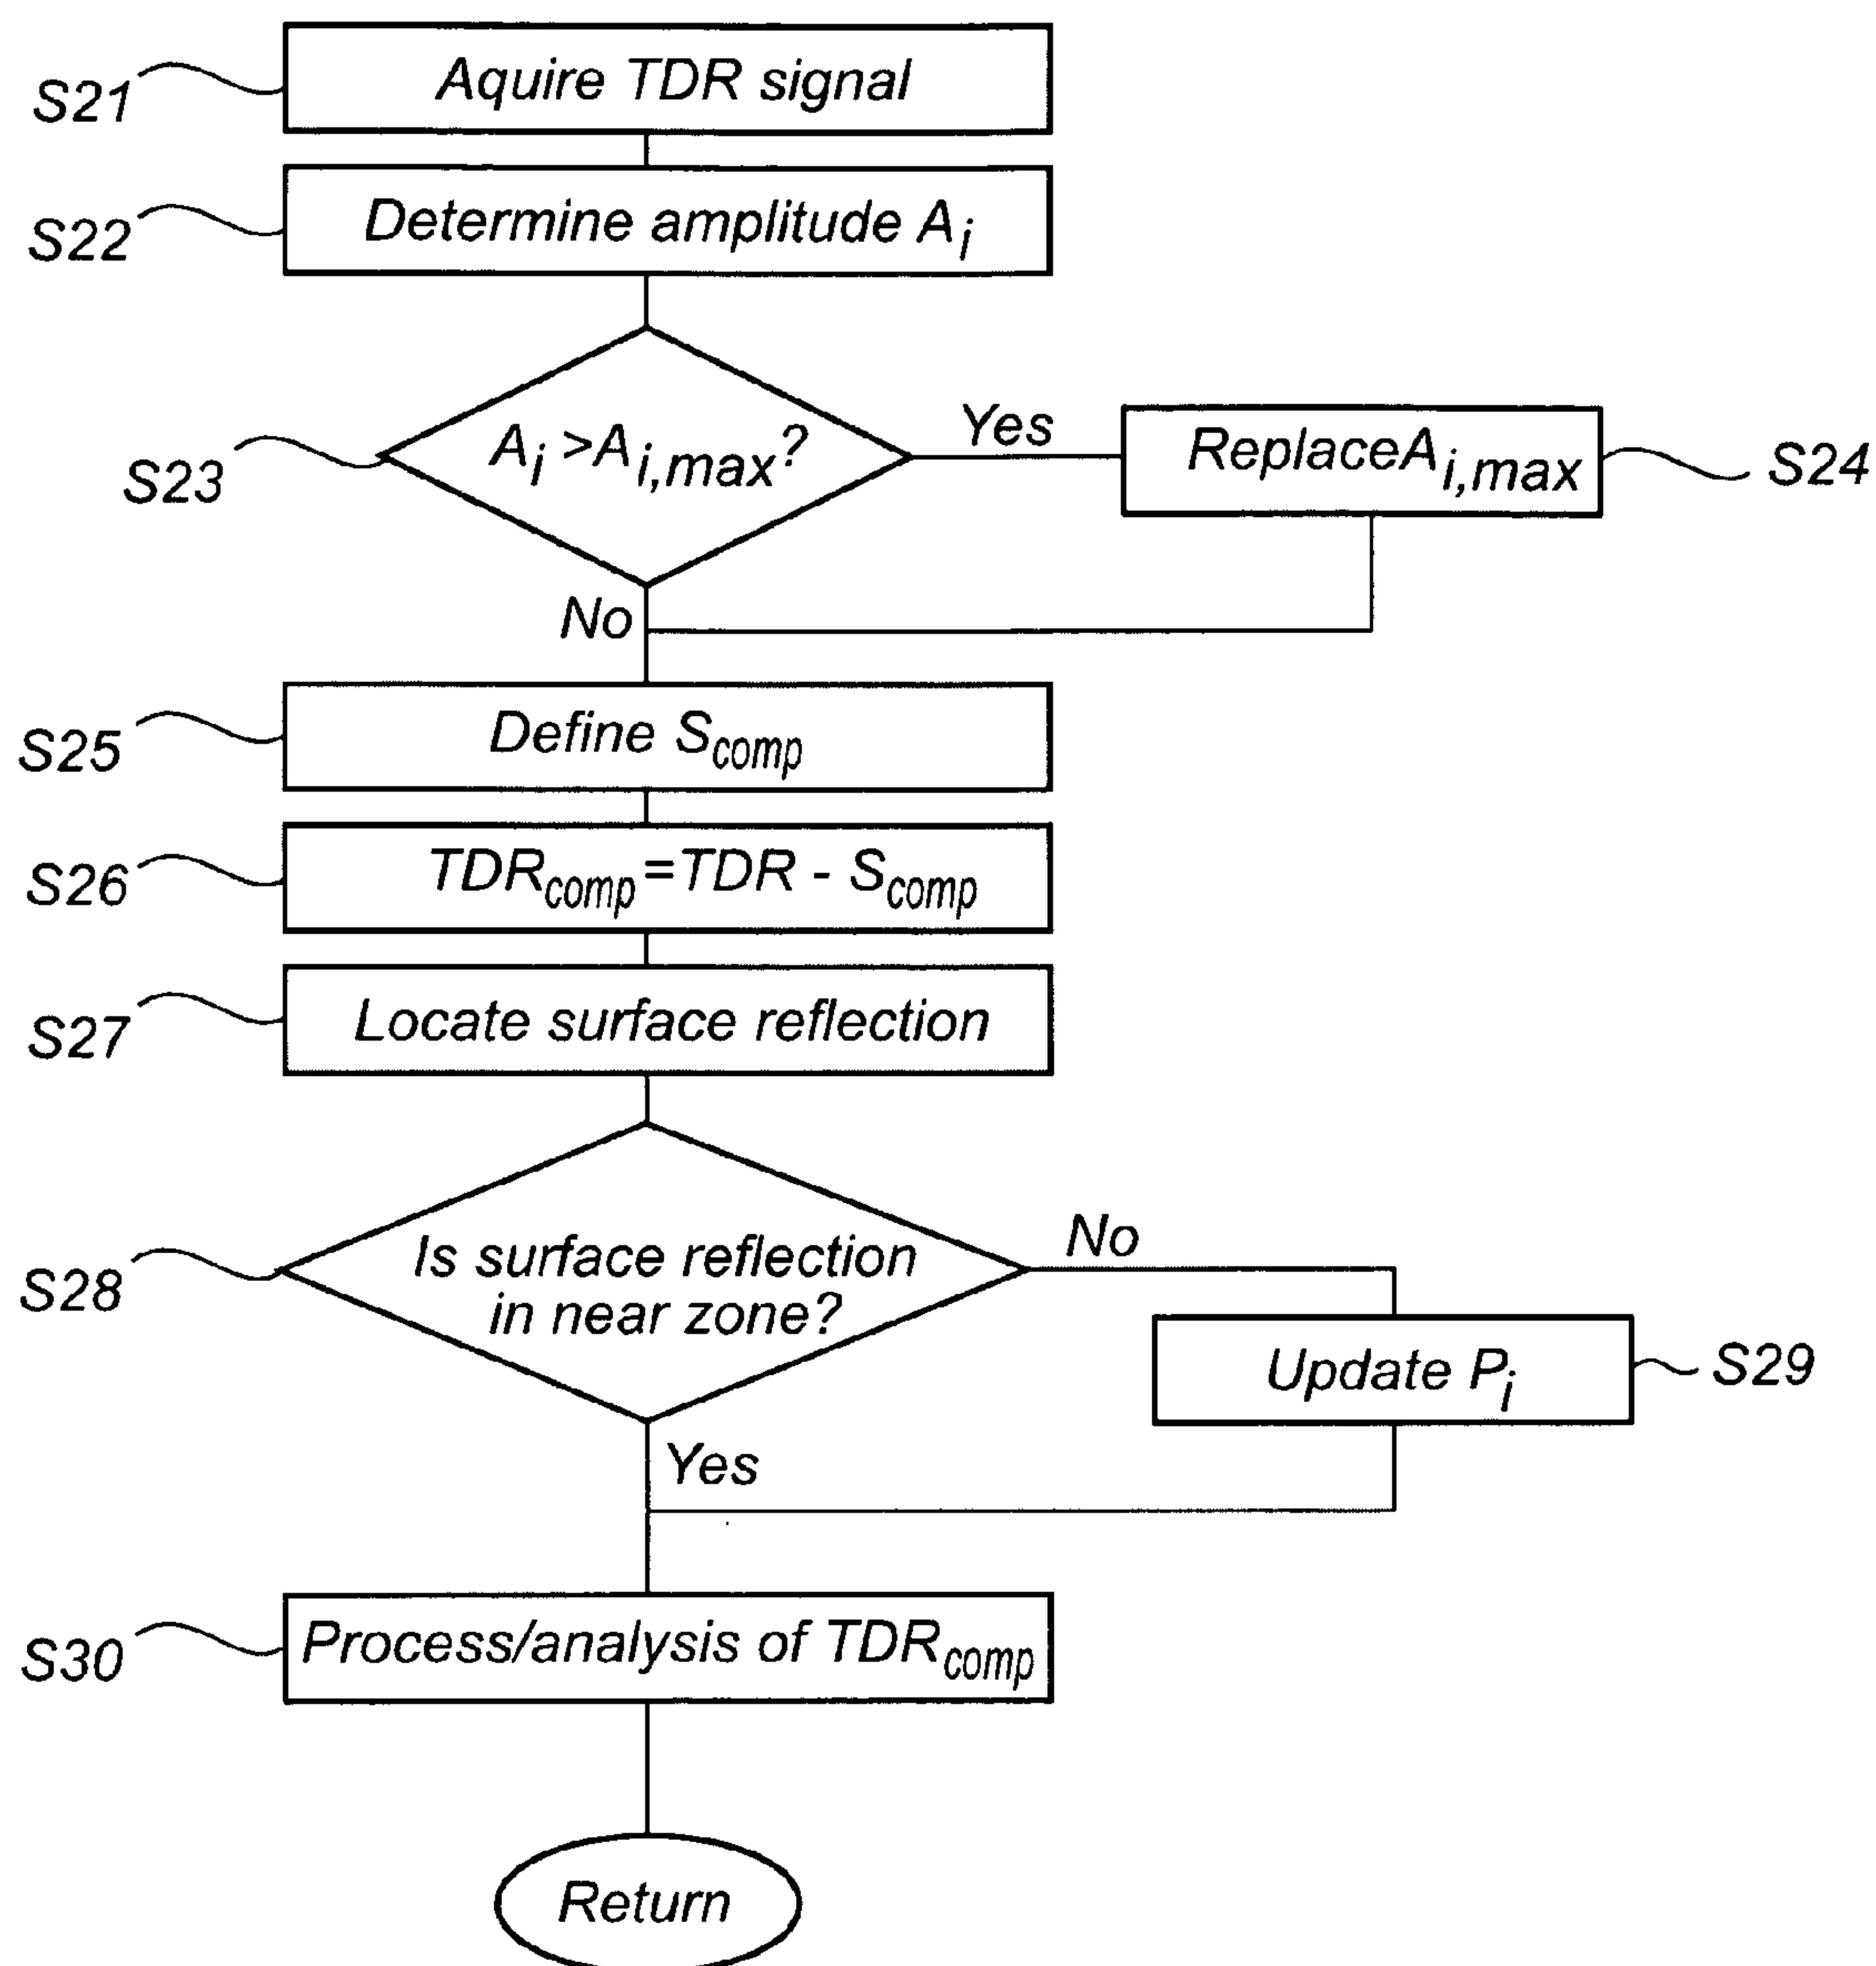 S21
Aquire TDR signal
S22
Determine amplitude Ai
S23
Ai >Ai,max?
Yes
ReplaceAi,max
S24
No
S25
Define Scomp
S26
TDRcomp=TDR - Scomp
S27
Locate surface reflection
S28
Is surface reflection
in near zone?
No
Update Pi
S29
Yes
S30
Process/analysis of TDRcomp
Return